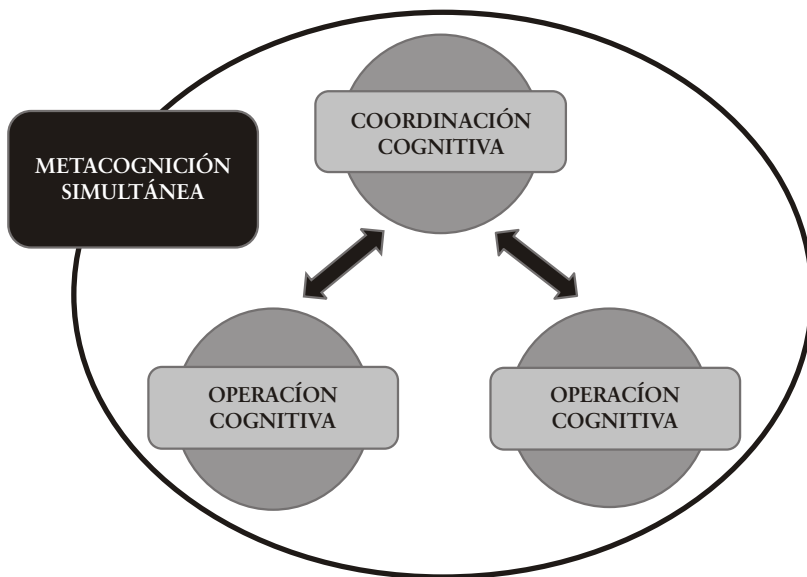 COORDINACIÓN
COGNITIVA
METACOGNICIÓN
SIMULTÁNEA
OPERACÍON
COGNITIVA
OPERACÍON
COGNITIVA